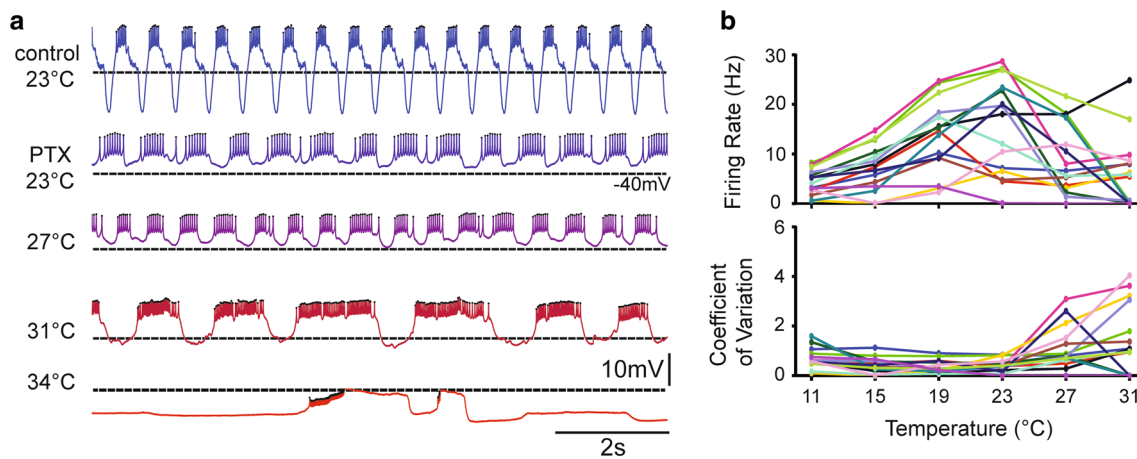 a
control
23°C
PTX
23°C
-40mV
27°C
31°C
10mV
34°C
2s
b
Firing Rate (Hz)
30
20
10
0
Coefficient
of Variation
6
4
2
0
11 15 19 23 27 31
Temperature (°C)